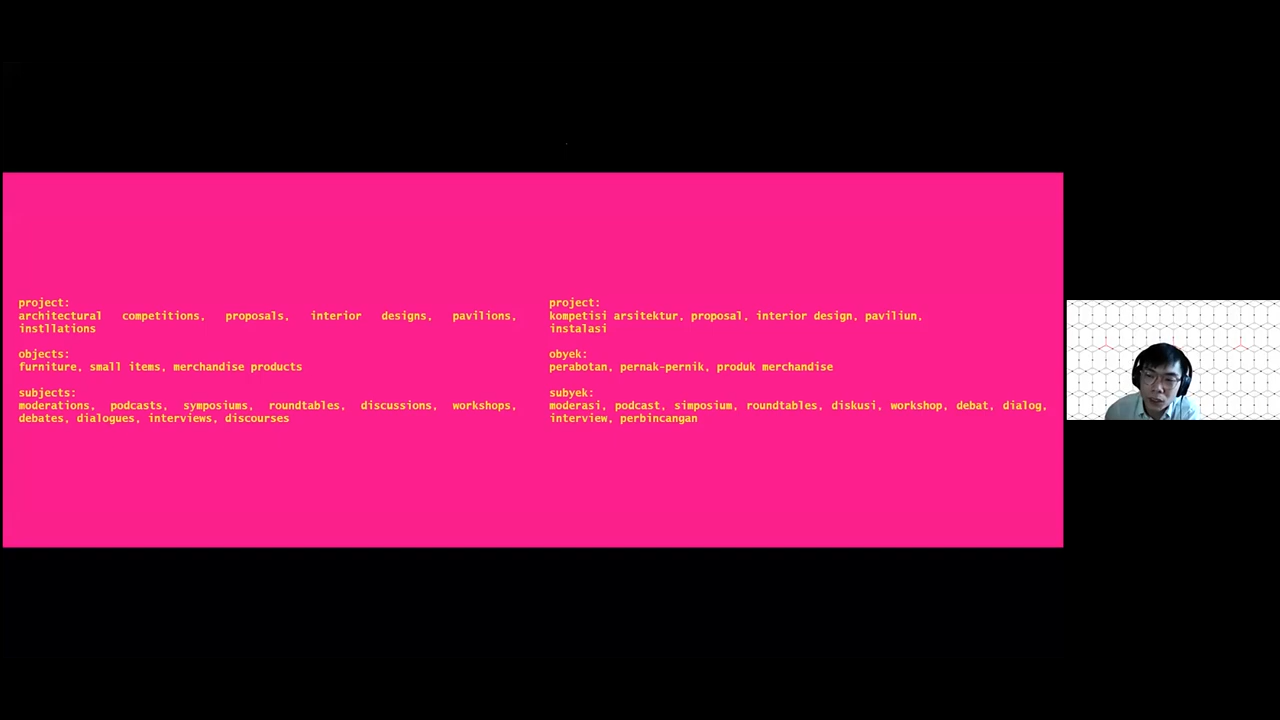 project:
architectural competitions, proposals, interior designs, pavilions,
instllations
objects:
furniture, small items, merchandise products
subjects:
moderations, podcasts, symposiums, roundtables, discussions, workshops,
debates, dialogues, interviews, discourses
project:
kompetisi arsitektur, proposal, interior design, paviliun,
instalasi
obyek:
perabotan, pernak-pernik, produk merchandise
subyek:
moderasi, podcast, simposium, roundtables, diskusi, workshop, debat, dialog,
interview, perbincangan